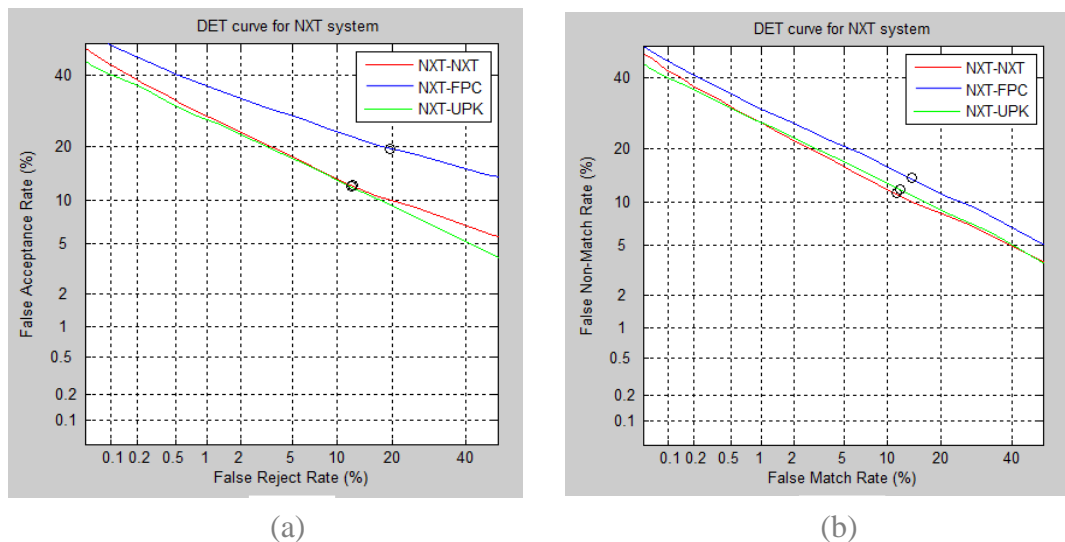 DET curve for NXT system
False Acceptance Rate (%)
40
20
10
5
2
1
0.5
0.2
0.1
NXT-NXT
NXT-FPC
NXT-UPK
0.1 0.2 0.5 1 2 5 10 20 40
False Reject Rate (%)
(a)
DET curve for NXT system
False Non-Match Rate (%)
40
20
10
5
2
1
0.5
0.2
0.1
NXT-NXT
NXT-FPC
NXT-UPK
0.1 0.2 0.5 1 2 5 10 20 40
False Match Rate (%)
(b)